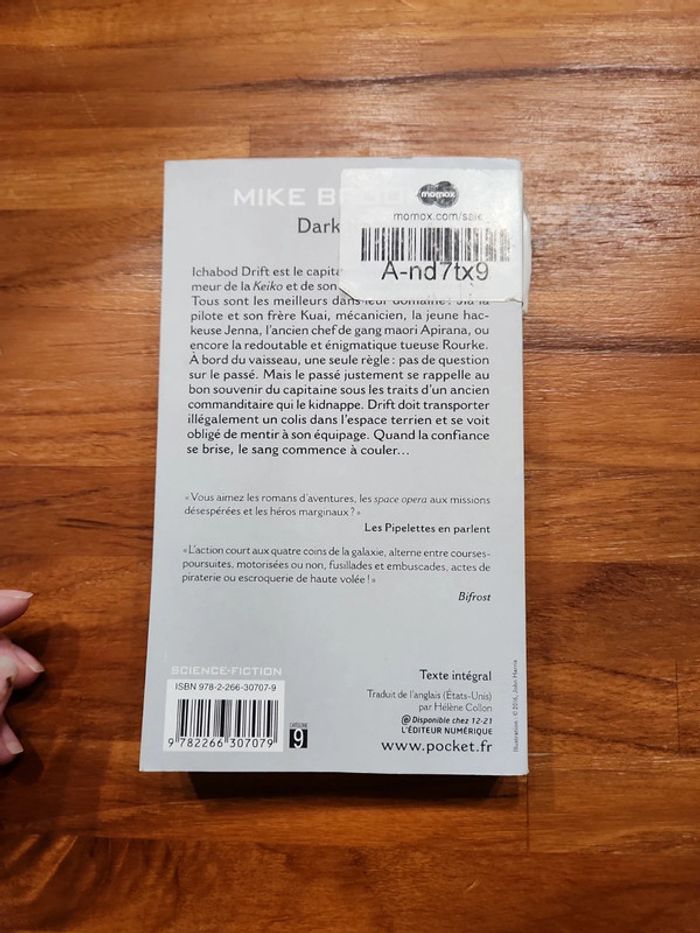 MIKE B
momox
momox.com/sale
Dark
A-nd7tx9
Ichabod Drift est le capita
meur de la Keiko et de son
Tous sont les meilleurs dans leur domaine : Jia la
pilote et son frère Kuai, mécanicien, la jeune hac-
keuse Jenna, l'ancien chef de gang maori Apirana, ou
encore la redoutable et énigmatique tueuse Rourke.
À bord du vaisseau, une seule règle : pas de question
sur le passé. Mais le passé justement se rappelle au
bon souvenir du capitaine sous les traits d'un ancien
commanditaire qui le kidnappe. Drift doit transporter
illégalement un colis dans l'espace terrien et se voit
obligé de mentir à son équipage. Quand la confiance
se brise, le sang commence à couler...
« Vous aimez les romans d'aventures, les space opera aux missions
désespérées et les héros marginaux ? »
Les Pipelettes en parlent
« L'action court aux quatre coins de la galaxie, alterne entre courses-
poursuites, motorisées ou non, fusillades et embuscades, actes de
piraterie ou escroquerie de haute volée ! »
Bifrost
SCIENCE-FICTION
ISBN 978-2-266-30707-9
9 782266 307079
CATÉGORIE
9
Texte intégral
Traduit de l'anglais (États-Unis)
par Hélène Collon
@ Disponible chez 12-21
L'ÉDITEUR NUMÉRIQUE
www.pocket.fr
Illustration : © 2016, John Harris